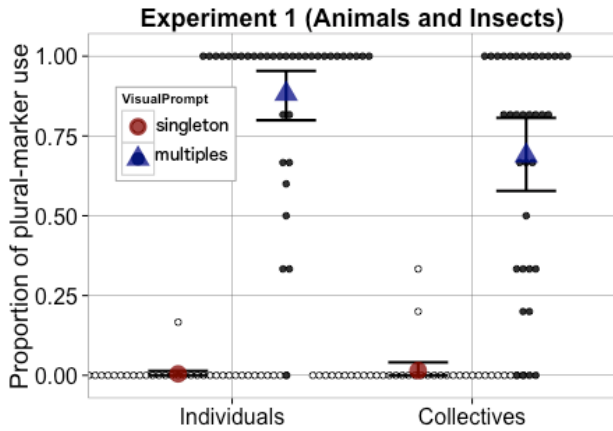 Experiment 1 (Animals and Insects)
Proportion of plural-marker use
1.00
0.75
0.50
0.25
0.00
VisualPrompt
singleton
multiples
Individuals
Collectives